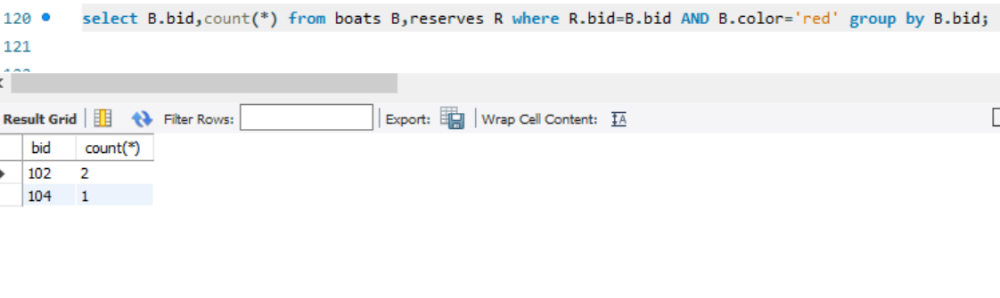 120 select B.bid,count(*) from boats B,reserves R where R.bid=B.bid AND B.color='red' group by B.bid;
121
Result Grid Filter Rows: Export: Wrap Cell Content: IA
bid count(*)
102 2
104 1